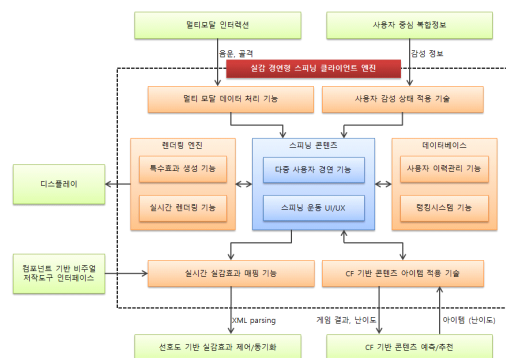 멀티모달 인터랙션
사용자 중심 복합정보
음운, 골격
감성 정보
실감 경연형 스피닝 클라이언트 엔진
멀티 모달 데이터 처리 기능
사용자 감성 상태 적용 기술
렌더링 엔진
스피닝 콘텐츠
데이터베이스
특수효과 생성 기능
다중 사용자 경연 기능
사용자 이력관리 기능
디스플레이
실시간 렌더링 기능
스피닝 운동 UI/UX
랭킹시스템 기능
컴포넌트 기반 비주얼
저작도구 인터페이스
실시간 실감효과 매핑 기능
CF 기반 콘텐츠 아이템 적용 기술
XML parsing
게임 결과, 난이도
아이템 (난이도)
선호도 기반 실감효과 제어/동기화
CF 기반 콘텐츠 예측/추천